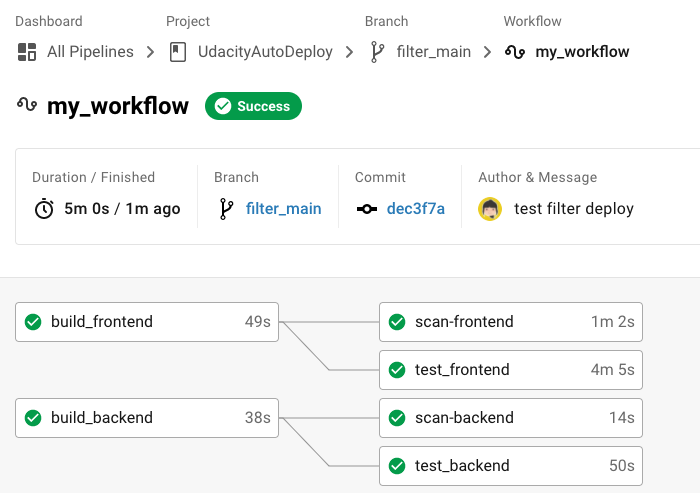 Dashboard Project Branch Workflow
All Pipelines UdacityAutoDeploy filter_main my_workflow
my_workflow Success
Duration / Finished Branch Commit Author & Message
5m 0s / 1m ago filter_main dec3f7a test filter deploy
build_frontend 49s scan-frontend 1m 2s
test_frontend 4m 5s
build_backend 38s scan-backend 14s
test_backend 50s